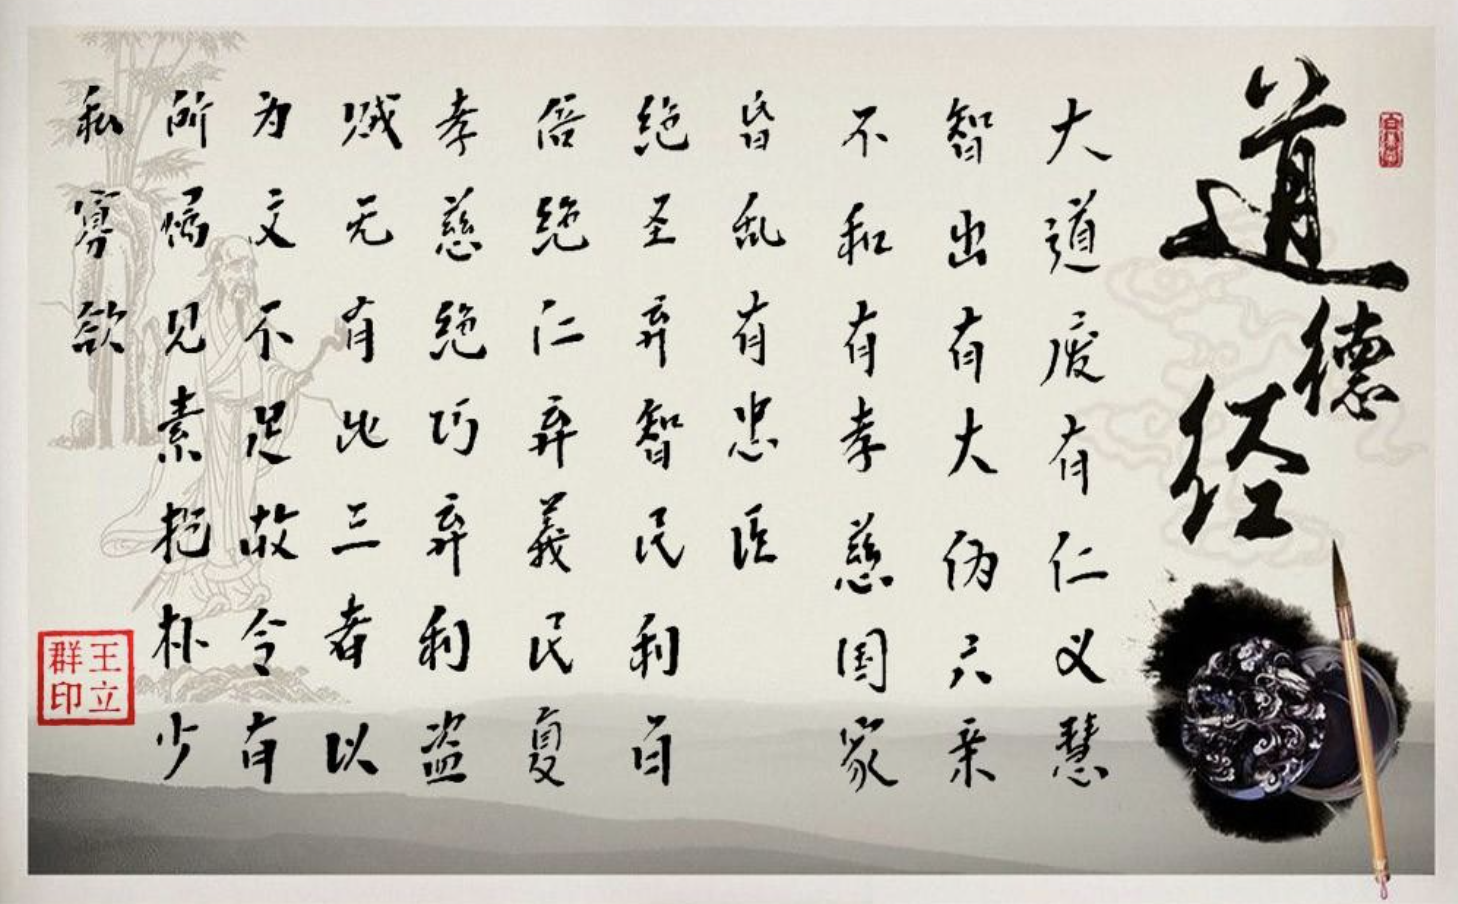 道德经
大道废有仁义慧
智出有大伪六亲
不和有孝慈国家
昏乱有忠臣
绝圣弃智民利百
倍绝仁弃義民复
孝慈绝巧弃利盗
贼无有此三者以
为文不足故令有
所属见素抱朴少
私寡欲
王立
群印